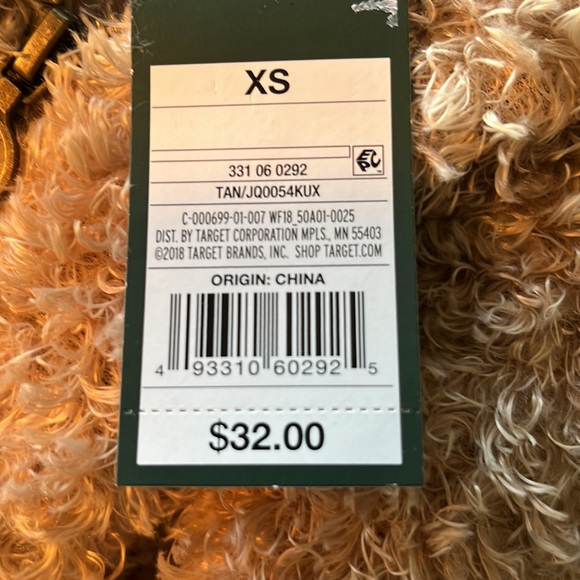 XS
EPC
331 06 0292
TAN/JQ0054KUX
C-000699-01-007 WF18_50A01-0025
DIST. BY TARGET CORPORATION MPLS., MN 55403
©2018 TARGET BRANDS, INC. SHOP TARGET.COM
ORIGIN: CHINA
4 93310 60292 5
$32.00